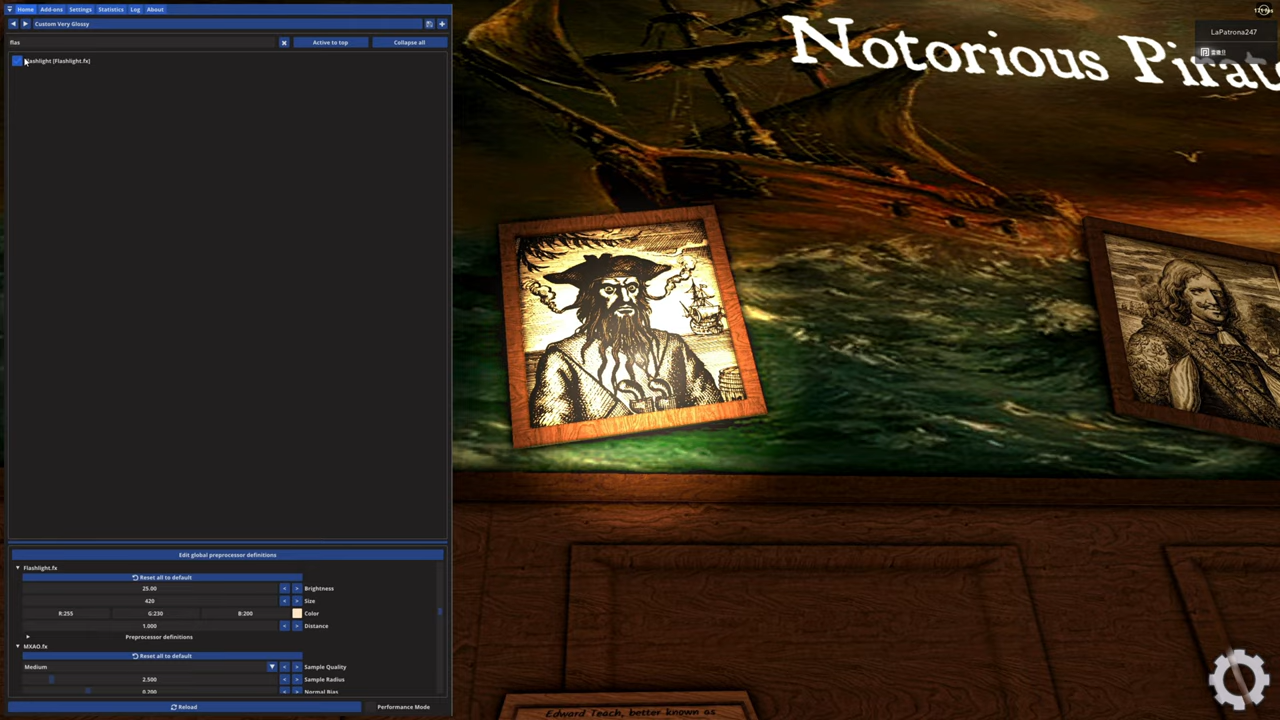 Home Add-ons Settings Statistics Log About
Custom Very Glossy
flas
Active to top
Collapse all
Flashlight [Flashlight.fx]
Edit global preprocessor definitions
Flashlight.fx
Reset all to default
25.00 < > Brightness
420 < > Size
R:255 G:230 B:200 Color
1.000 < > Distance
Preprocessor definitions
MXAO.fx
Reset all to default
Medium < > Sample Quality
2.500 < > Sample Radius
0.200 < > Normal Bias
Reload
Performance Mode
Notorious Pirat
LaPatrona247
Edward Teach, better known as